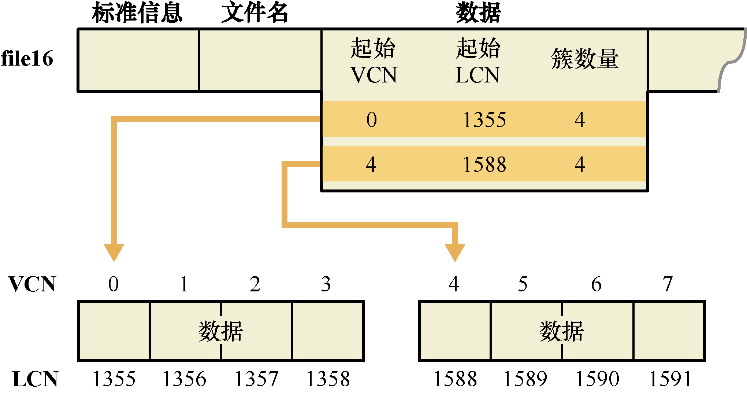 标准信息 文件名 数据
file16 起始 VCN 起始 LCN 簇数量
0 1355 4
4 1588 4
VCN 0 1 2 3 4 5 6 7
数据 数据
LCN 1355 1356 1357 1358 1588 1589 1590 1591